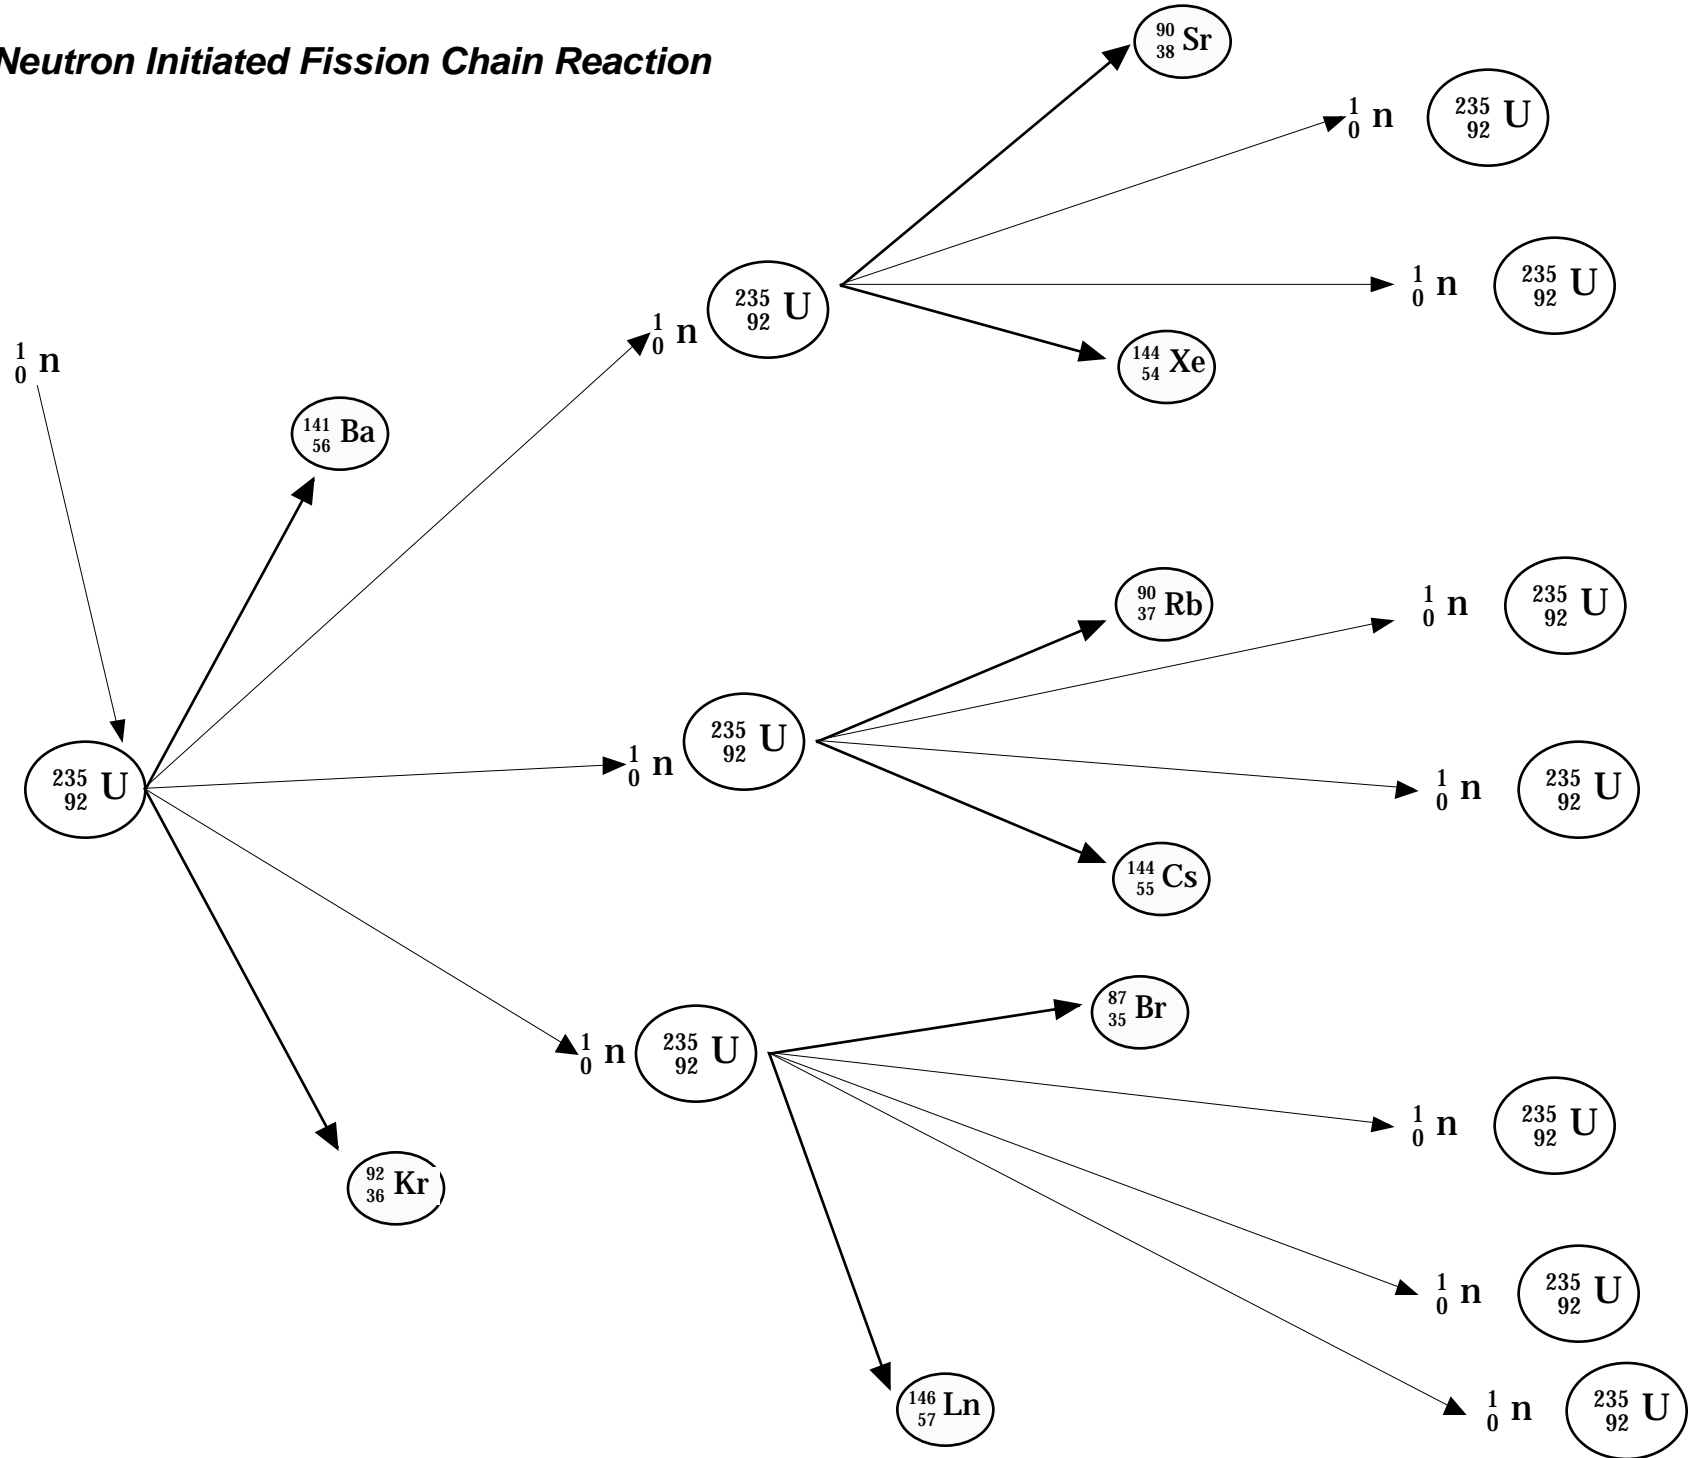 Neutron Initiated Fission Chain Reaction
90 38 Sr
1 0 n 235 92 U
235 92 U
1 0 n 235 92 U
1 0 n
1 0 n
144 54 Xe
141 56 Ba
90 37 Rb
1 0 n 235 92 U
235 92 U
1 0 n
235 92 U
1 0 n 235 92 U
144 55 Cs
87 35 Br
1 0 n 235 92 U
1 0 n 235 92 U
92 36 Kr
1 0 n 235 92 U
146 57 Ln
1 0 n 235 92 U